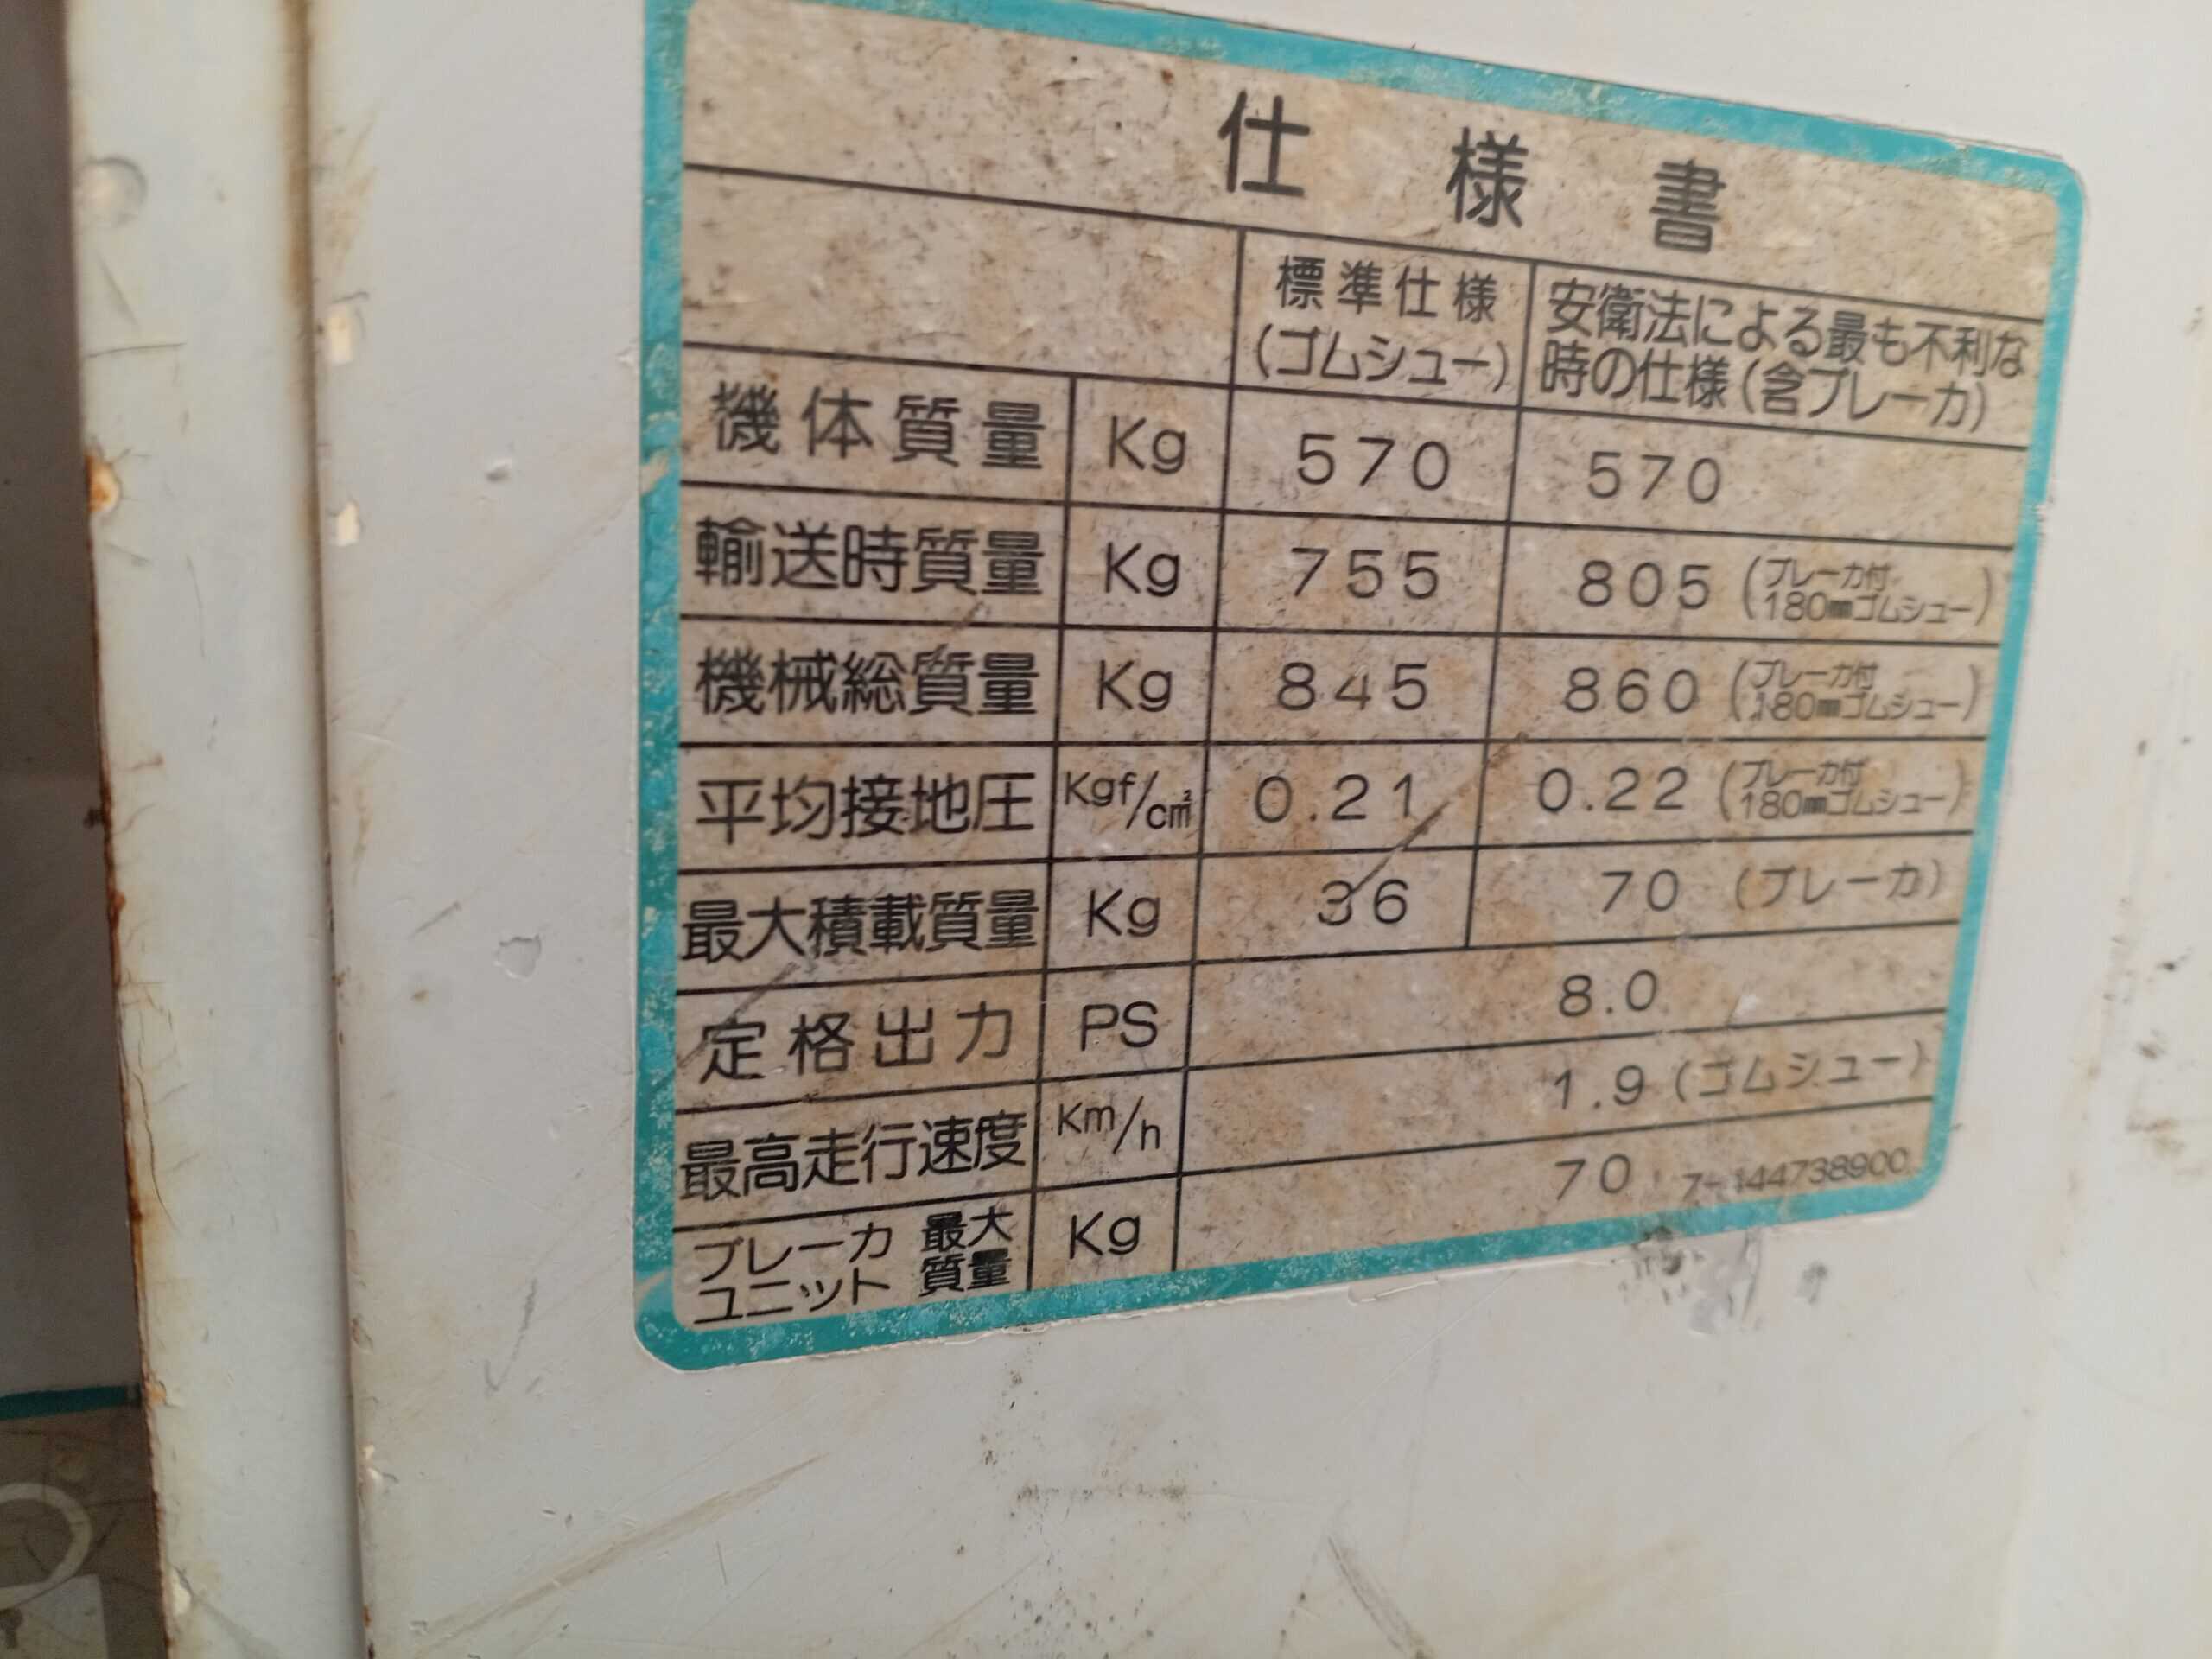 仕様書
標準仕様
(ゴムシュー)
安衛法による最も不利な
時の仕様(含ブレーカ)
機体質量 Kg 570 570
輸送時質量 Kg 755 805 (ブレーカ付 180㎜ゴムシュー)
機械総質量 Kg 845 860 (ブレーカ付 180㎜ゴムシュー)
平均接地圧 Kgf/c㎡ 0.21 0.22 (ブレーカ付 180㎜ゴムシュー)
最大積載質量 Kg 36 70 (ブレーカ)
定格出力 PS 8.0
最高走行速度 Km/h 1.9 (ゴムシュー)
ブレーカユニット 最大質量 Kg 70
7-144738900